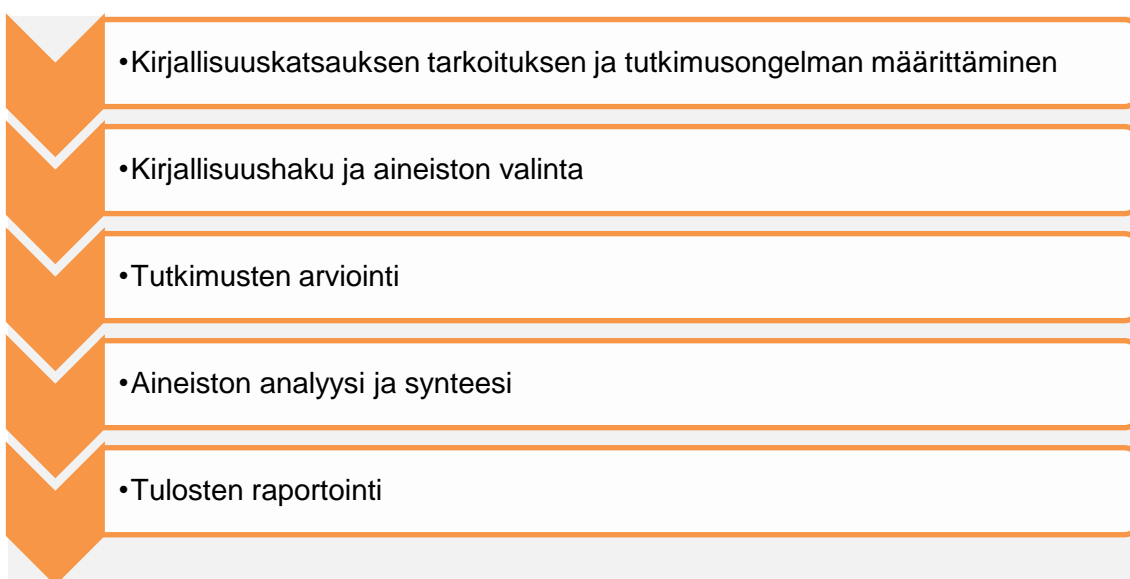 •Kirjallisuuskatsauksen tarkoituksen ja tutkimusongelman määrittäminen
•Kirjallisuushaku ja aineiston valinta
•Tutkimusten arviointi
•Aineiston analyysi ja synteesi
•Tulosten raportointi